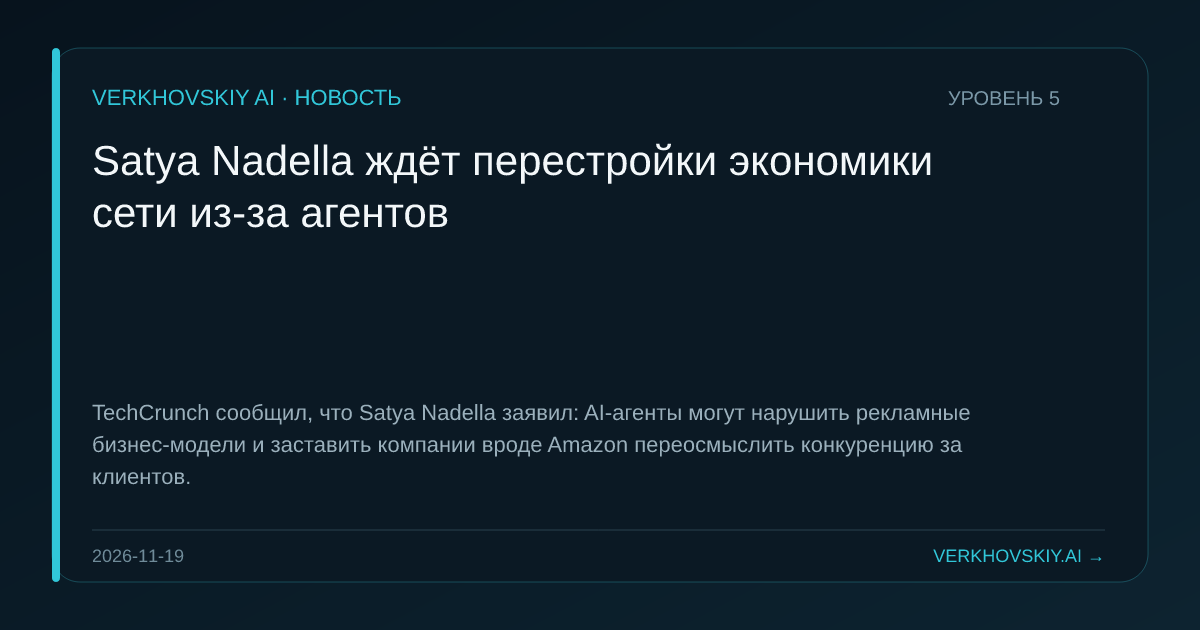 VERKHOVSKIY AI · НОВОСТЬ
УРОВЕНЬ 5
Satya Nadella ждёт перестройки экономики
сети из-за агентов
TechCrunch сообщил, что Satya Nadella заявил: AI-агенты могут нарушить рекламные
бизнес-модели и заставить компании вроде Amazon переосмыслить конкуренцию за
клиентов.
2026-11-19
VERKHOVSKIY.AI →